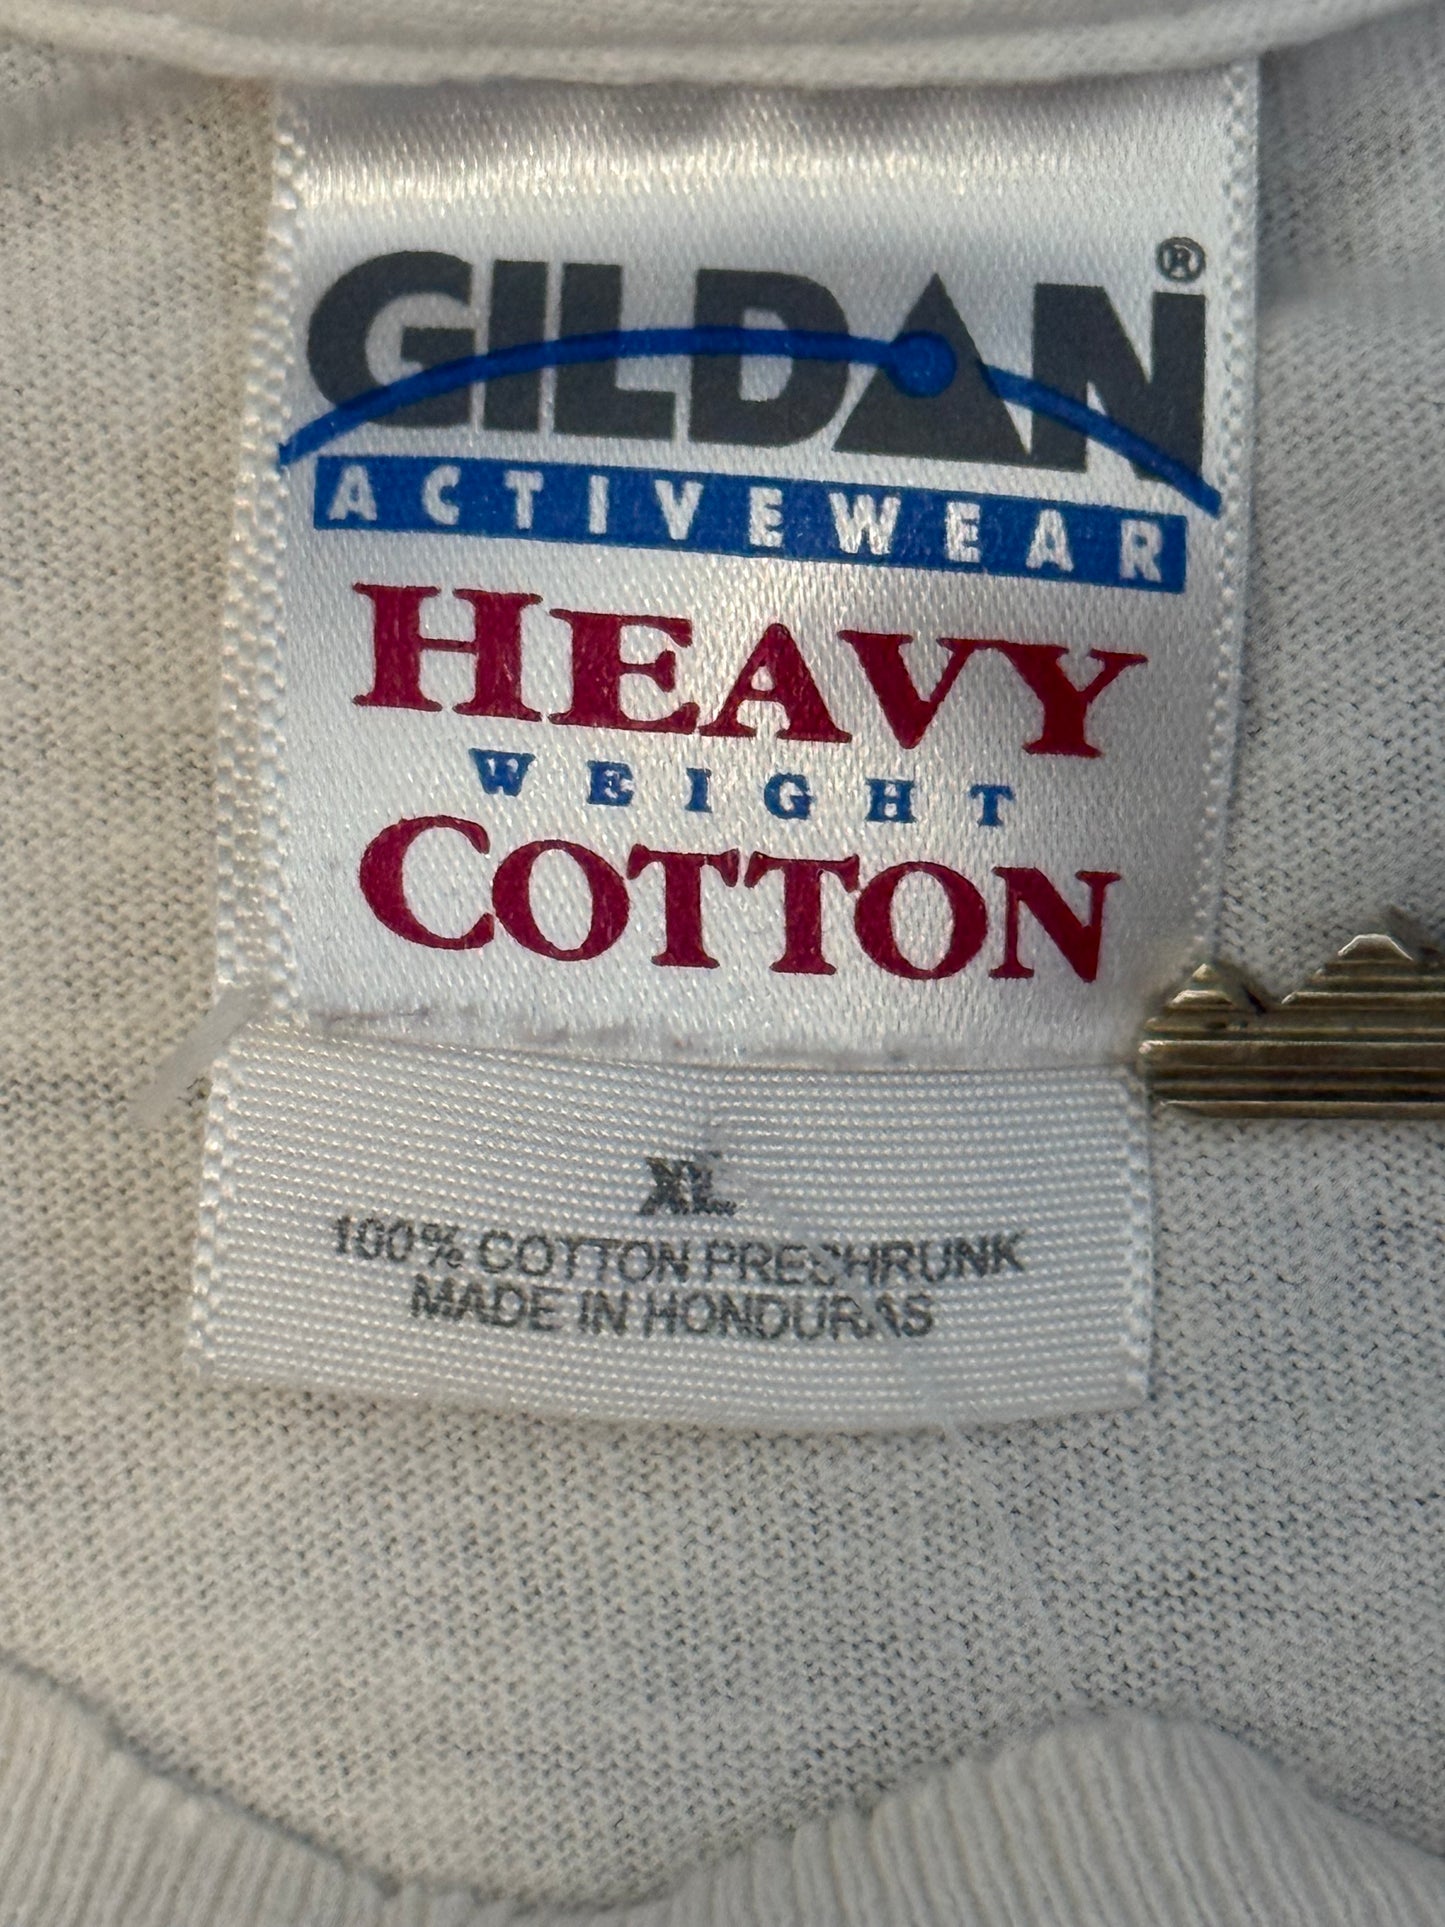 GILDAN®
ACTIVEWEAR
HEAVY
WEIGHT
COTTON
XL
100% COTTON PRESHRUNK
MADE IN HONDURAS